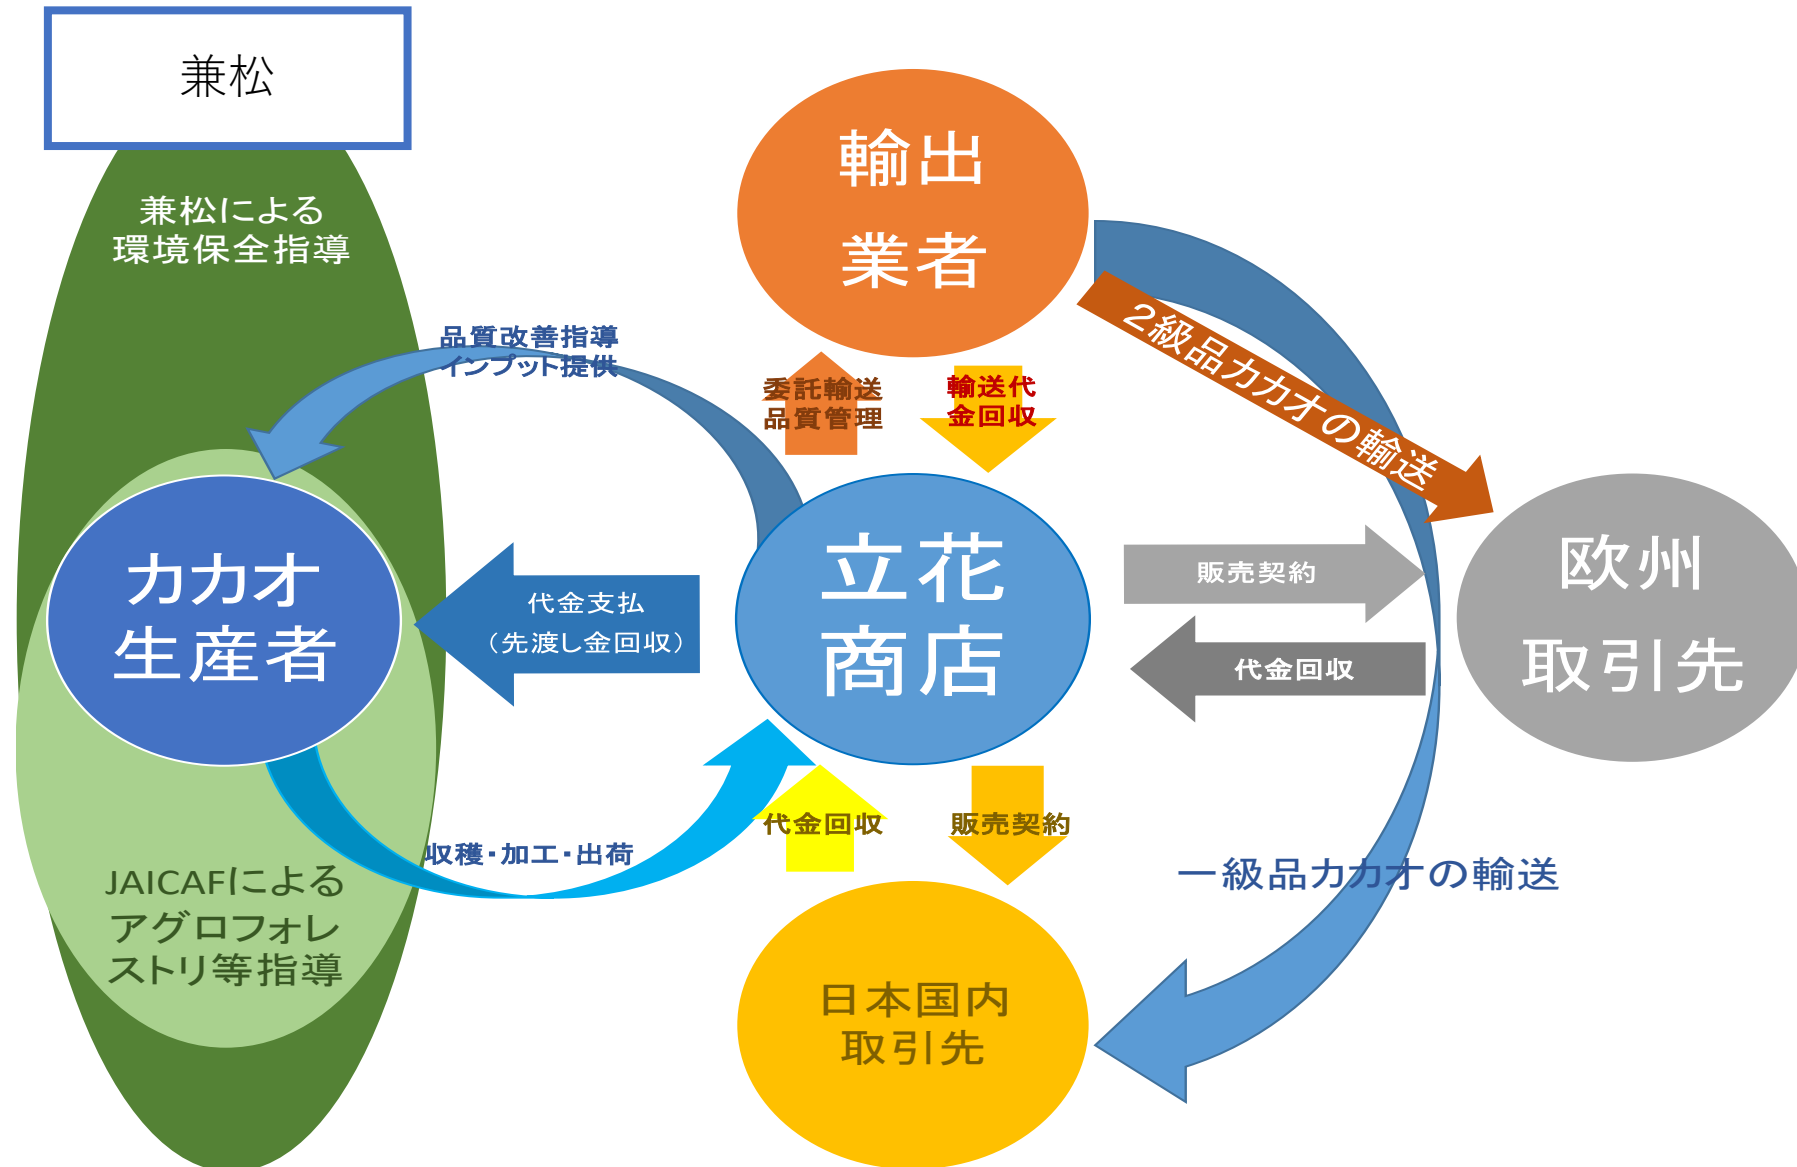 兼松
兼松による
環境保全指導
輸出
業者
品質改善指導
インプット提供
委託輸送
品質管理
輸送代
金回収
２級品カカオの輸送
カカオ
生産者
代金支払
（先渡し金回収）
立花
商店
販売契約
代金回収
欧州
取引先
収穫・加工・出荷
代金回収
販売契約
一級品カカオの輸送
JAICAFによる
アグロフォレ
ストリ等指導
日本国内
取引先